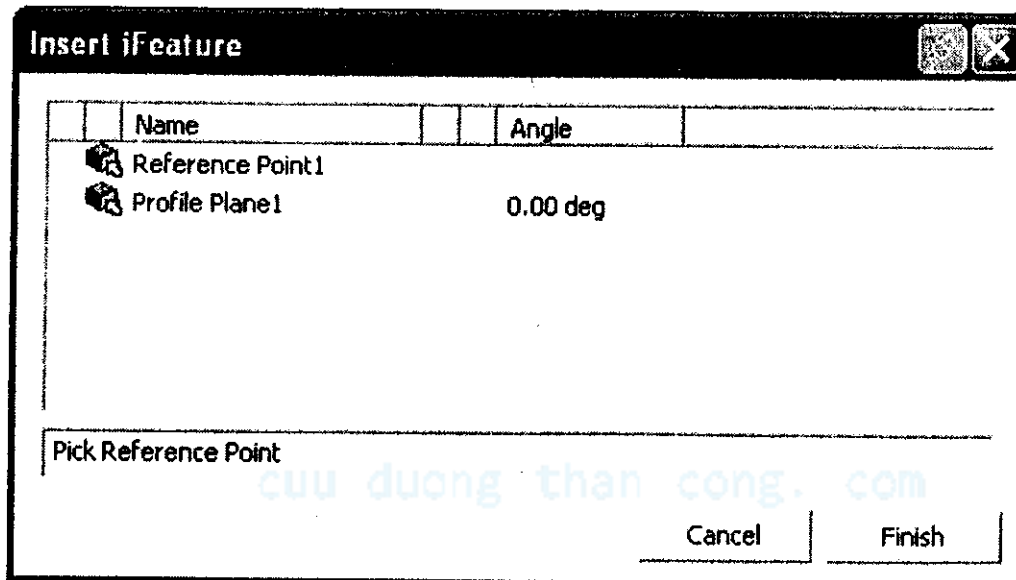 Insert iFeature
Name Angle
Reference Point1
Profile Plane1 0.00 deg
Pick Reference Point
cuu duong than cong. com
Cancel Finish